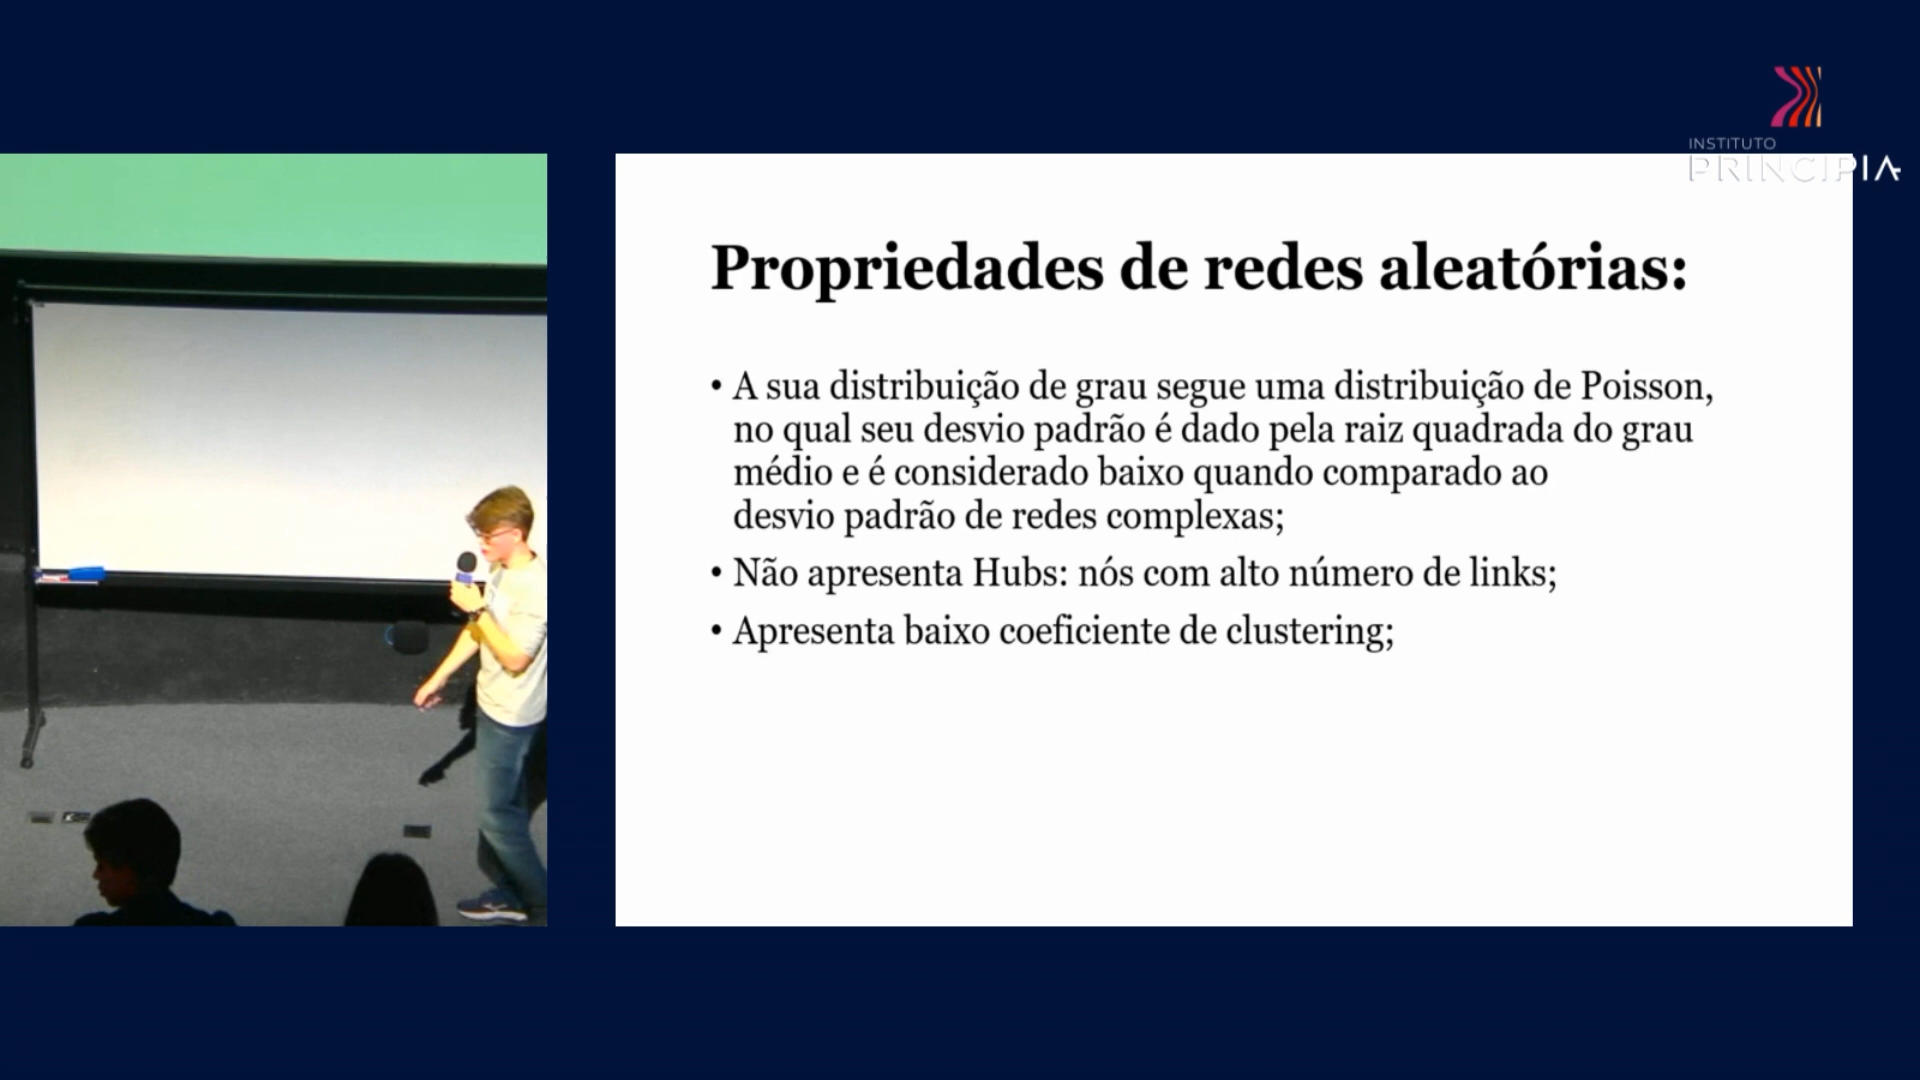 INSTITUTO
PRINCIPIA
Propriedades de redes aleatórias:
• A sua distribuição de grau segue uma distribuição de Poisson,
no qual seu desvio padrão é dado pela raiz quadrada do grau
médio e é considerado baixo quando comparado ao
desvio padrão de redes complexas;
• Não apresenta Hubs: nós com alto número de links;
• Apresenta baixo coeficiente de clustering;